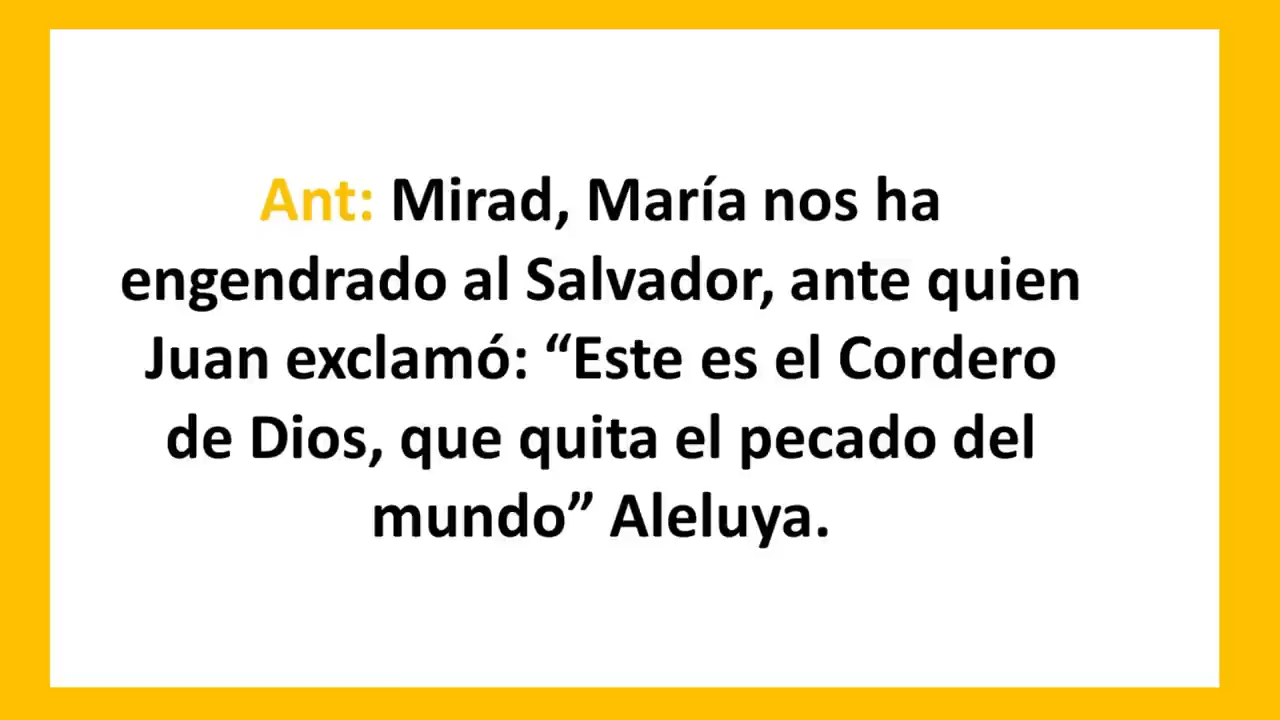 Ant: Mirad, María nos ha
engendrado al Salvador, ante quien
Juan exclamó: “Este es el Cordero
de Dios, que quita el pecado del
mundo” Aleluya.